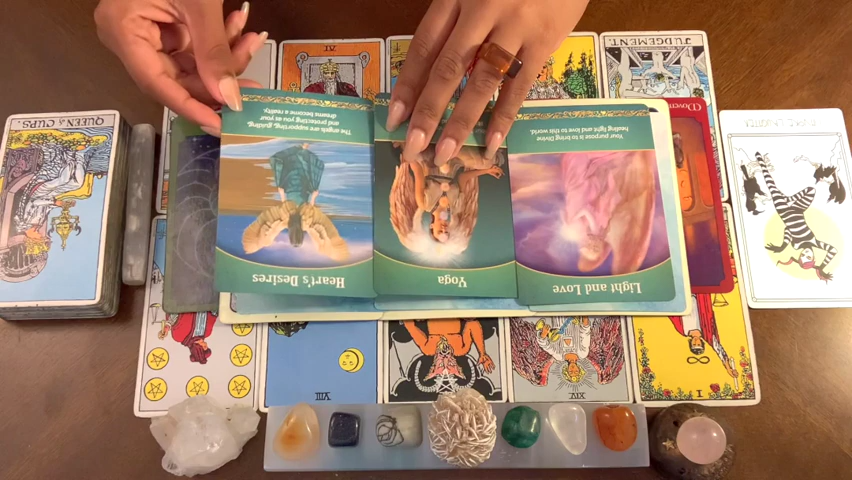 IV
JUDGEMENT.
QUEEN of CUPS.
The angels are supporting, guiding,
and protecting you as your
dreams become a reality.
Heart's Desires
Yoga
Your purpose is to bring Divine
healing light and love to this world.
Light and Love
VIII
XIV
I